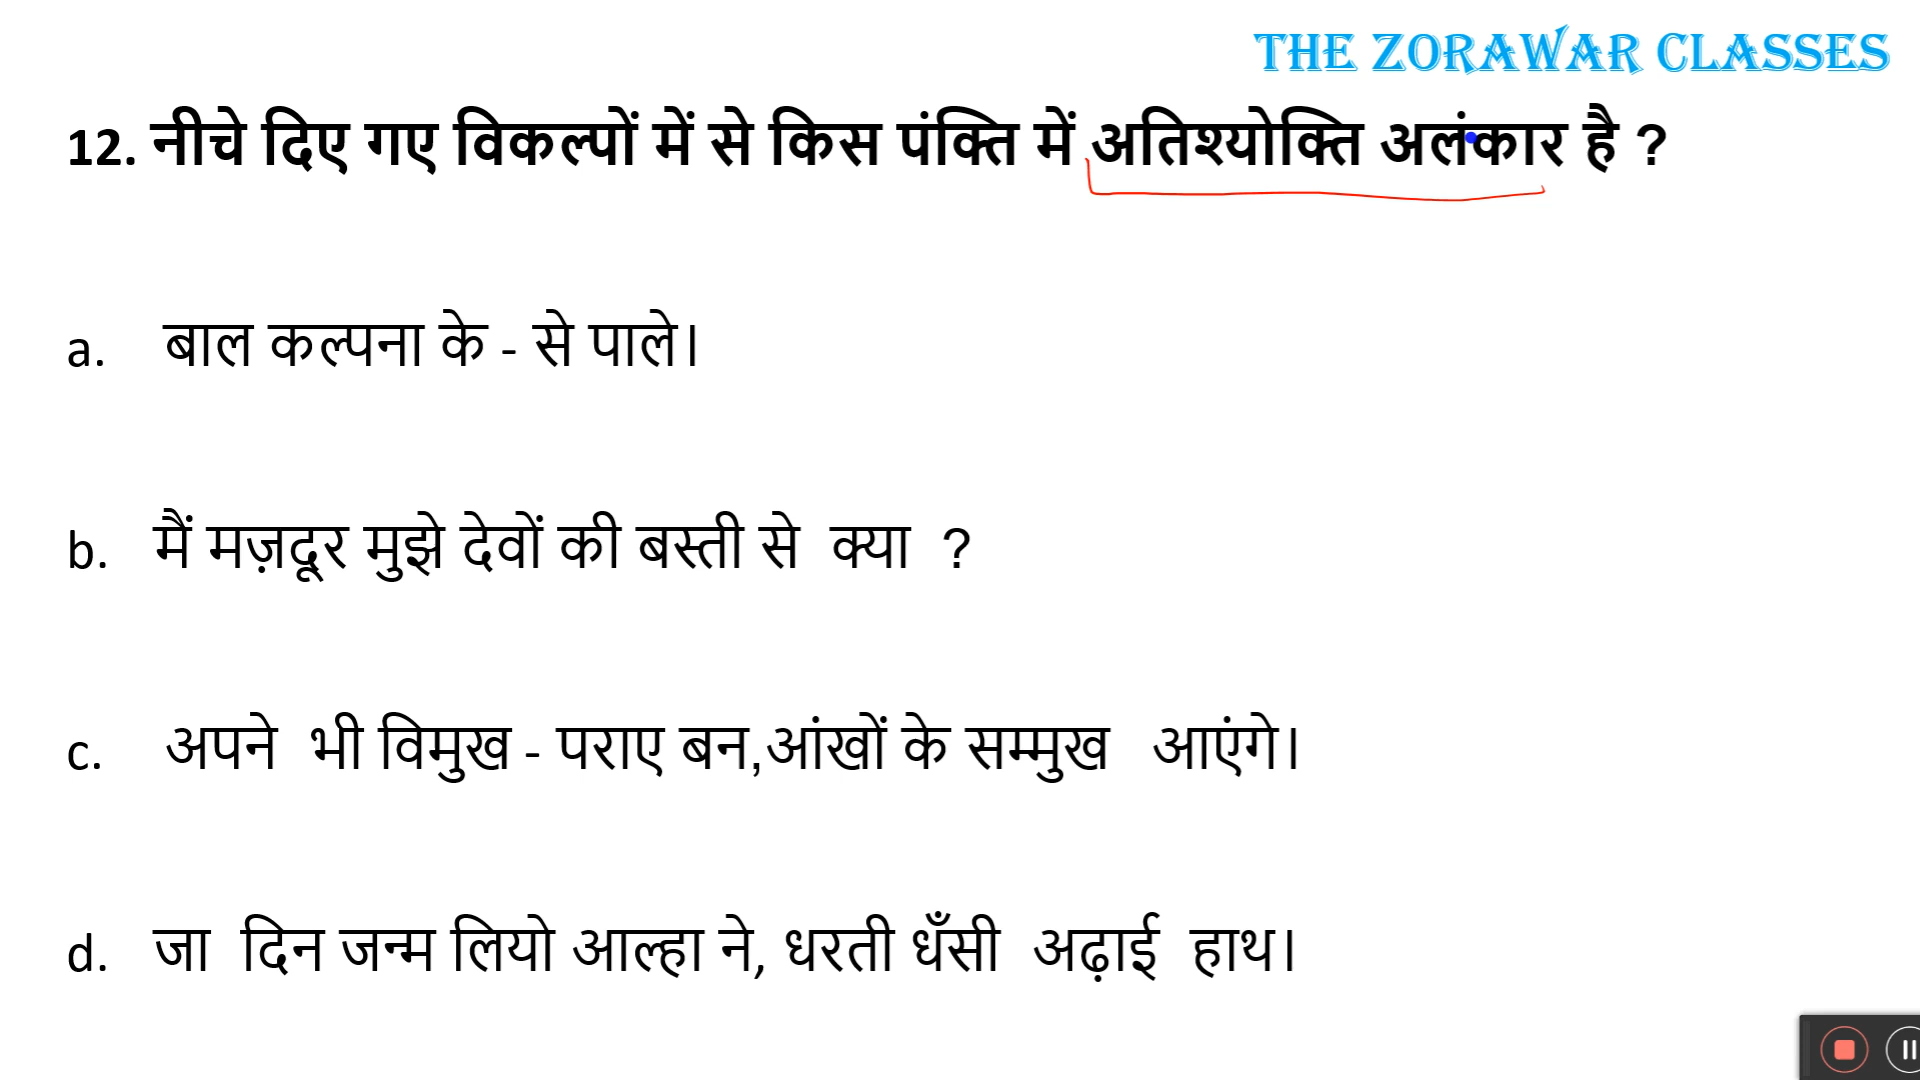 THE ZORAWAR CLASSES
12. नीचे दिए गए विकल्पों में से किस पंक्ति में अतिश्योक्ति अलंकार है ?
a. बाल कल्पना के - से पाले।
b. मैं मज़दूर मुझे देवों की बस्ती से क्या ?
c. अपने भी विमुख - पराए बन,आंखों के सम्मुख आएंगे।
d. जा दिन जन्म लियो आल्हा ने, धरती धँसी अढ़ाई हाथ।